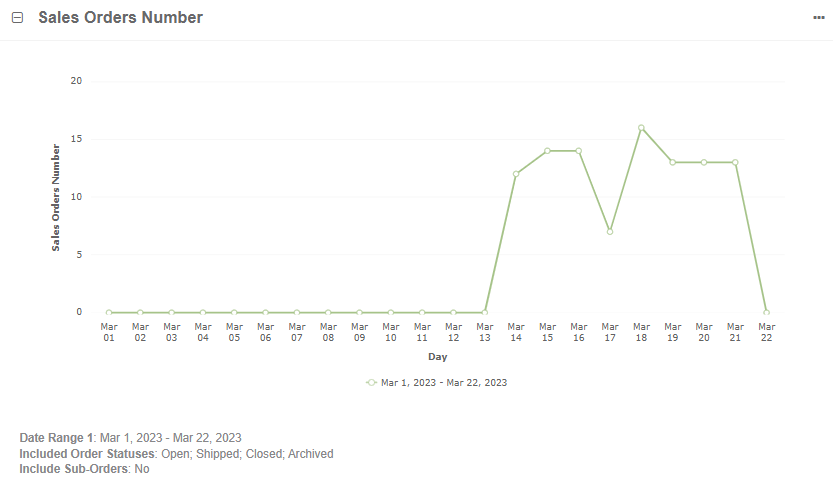 Sales Orders Number
20
15
10
5
0
Sales Orders Number
Mar Mar Mar Mar Mar Mar Mar Mar Mar Mar Mar Mar Mar Mar Mar Mar Mar Mar Mar Mar Mar Mar
01 02 03 04 05 06 07 08 09 10 11 12 13 14 15 16 17 18 19 20 21 22
Day
Mar 1, 2023 - Mar 22, 2023
Date Range 1: Mar 1, 2023 - Mar 22, 2023
Included Order Statuses: Open; Shipped; Closed; Archived
Include Sub-Orders: No